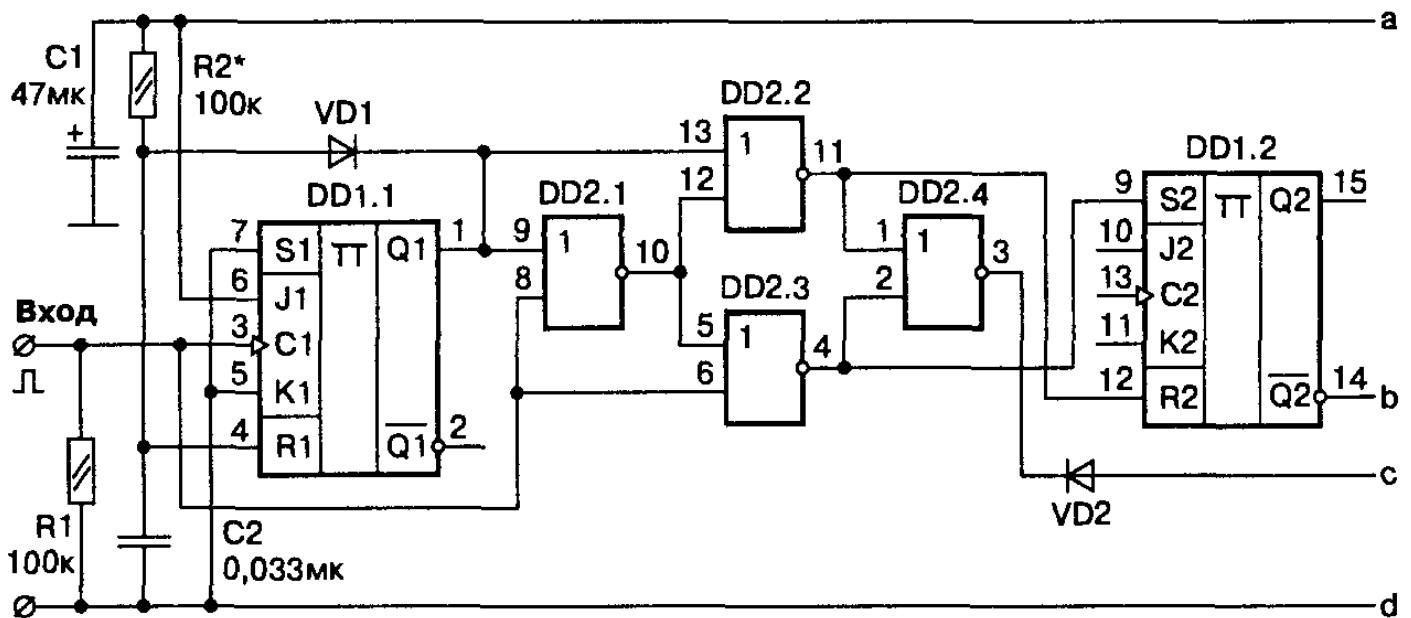 a
C1
47мк
+
R2*
100к
VD1
DD2.2
13
1
11
12
DD1.1
DD2.1
9
1
10
8
DD2.4
1
1
3
2
DD2.3
5
1
4
6
DD1.2
9
S2
TT
Q2
15
10
J2
13
C2
11
K2
12
R2
Q2
14
b
7
S1
TT
Q1
1
6
J1
3
C1
5
K1
4
R1
Q1
2
Вход
R1
100к
C2
0,033мк
VD2
c
d